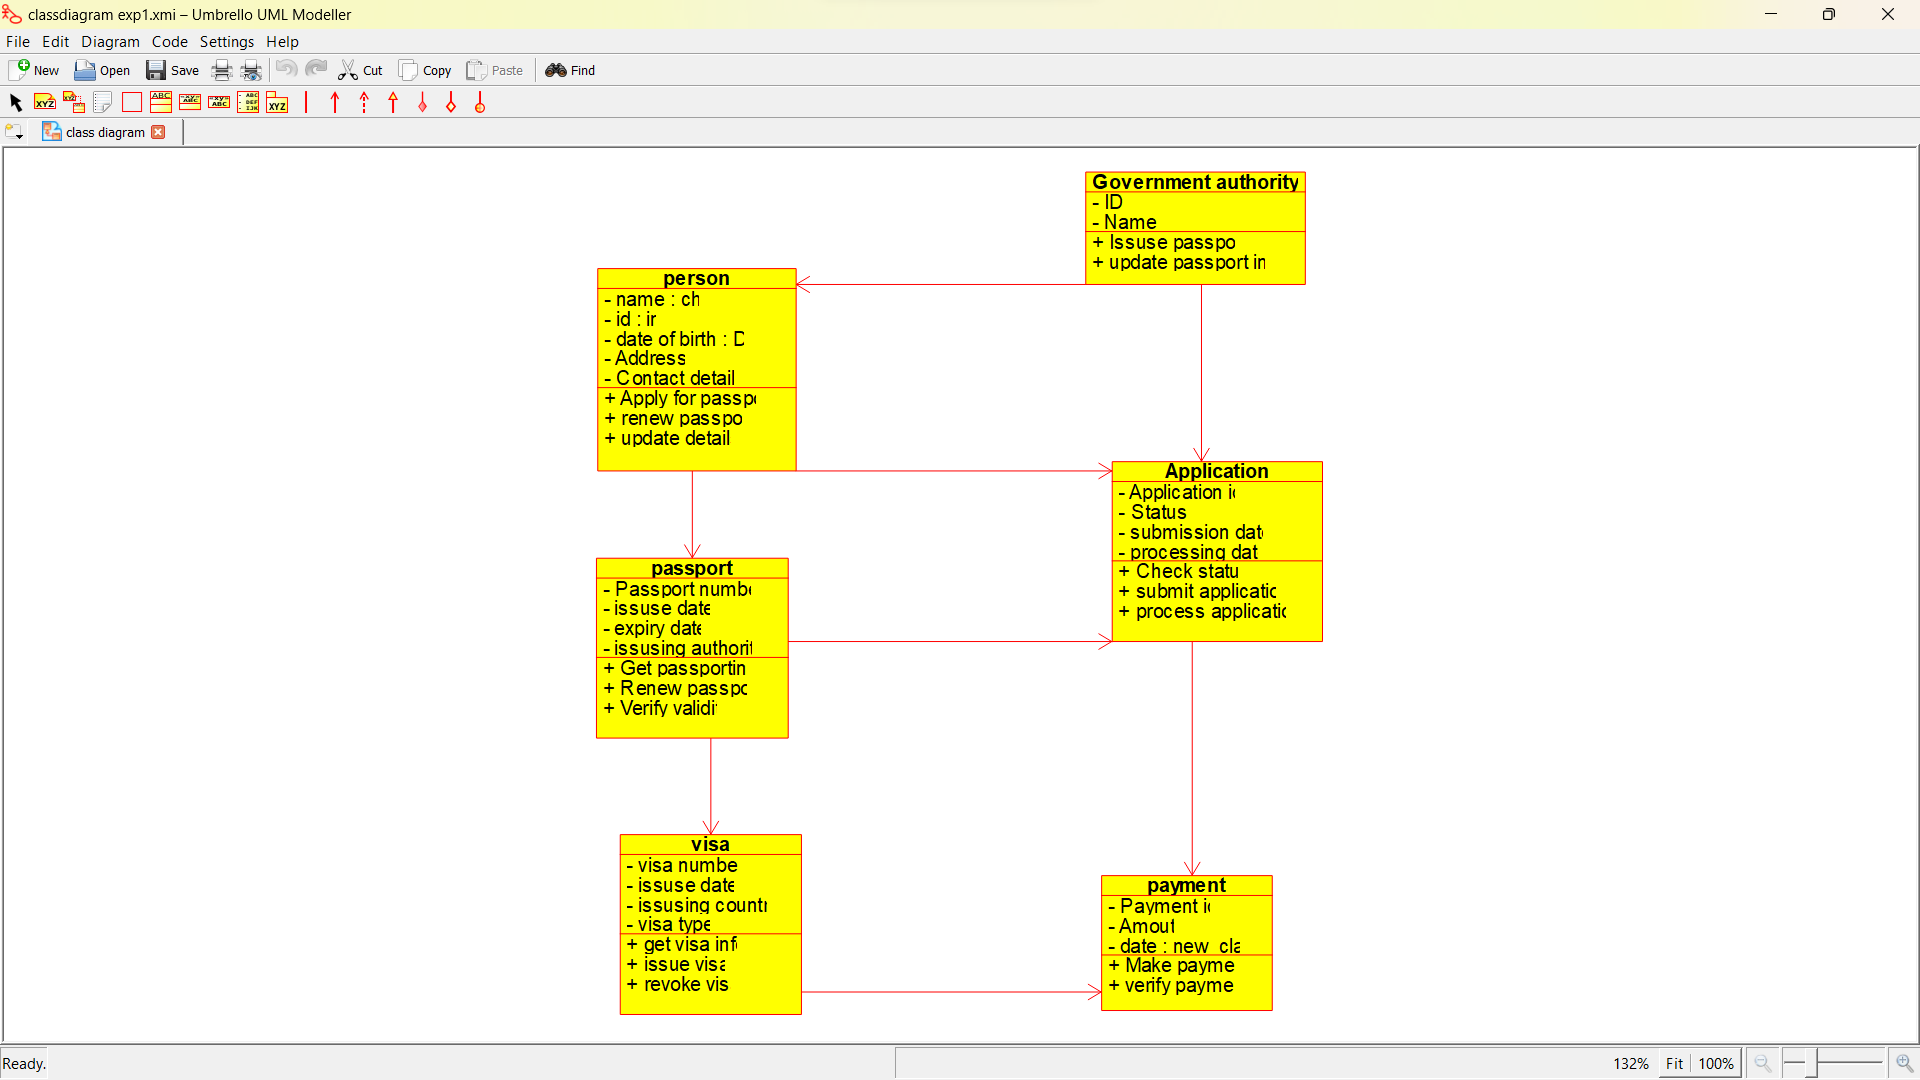 classdiagram exp1.xmi – Umbrello UML Modeller
File Edit Diagram Code Settings Help
New Open Save Cut Copy Paste Find
class diagram
Government authority
- ID
- Name
+ Issuse passpo
+ update passport in
person
- name : ch
- id : ir
- date of birth : D
- Address
- Contact detail
+ Apply for passp
+ renew passpo
+ update detail
Application
- Application i
- Status
- submission dat
- processing dat
+ Check statu
+ submit applicatic
+ process applicatic
passport
- Passport numb
- issuse date
- expiry date
- issusing authorit
+ Get passportin
+ Renew passpc
+ Verify validi
visa
- visa numbe
- issuse date
- issusing countr
- visa type
+ get visa inf
+ issue visa
+ revoke vis
payment
- Payment i
- Amout
- date : new_cla
+ Make payme
+ verify payme
Ready.
132% Fit 100%